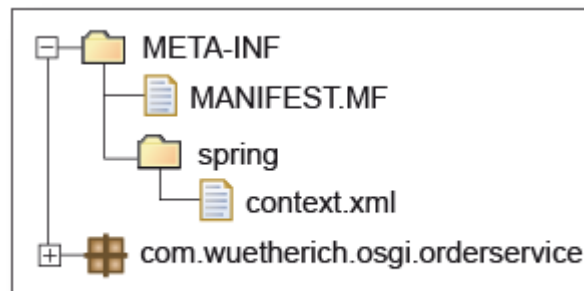 META-INF
MANIFEST.MF
spring
context.xml
com.wuetherich.osgi.orderservice